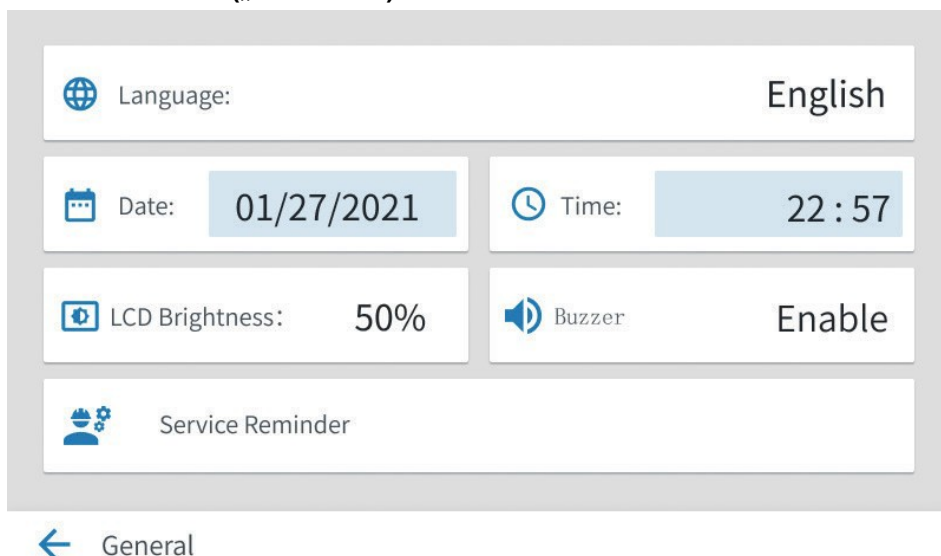 Language: English
Date: 01/27/2021 Time: 22 : 57
LCD Brightness: 50% Buzzer Enable
Service Reminder
General